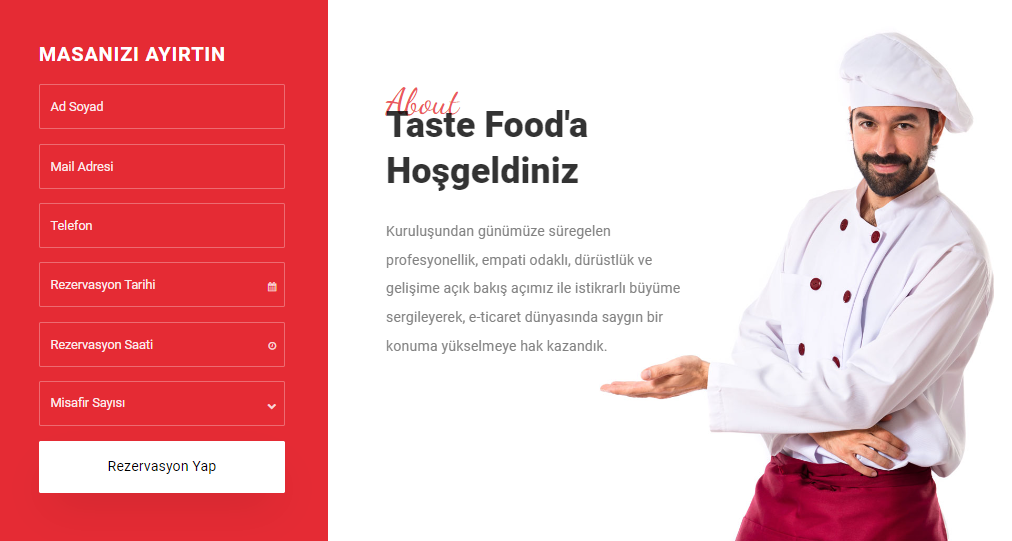 MASANIZI AYIRTIN
Ad Soyad
Mail Adresi
Telefon
Rezervasyon Tarihi
Rezervasyon Saati
Misafir Sayısı
Rezervasyon Yap
About
Taste Food'a
Hoşgeldiniz
Kuruluşundan günümüze süregelen
profesyonellik, empati odaklı, dürüstlük ve
gelişime açık bakış açımız ile istikrarlı büyüme
sergileyerek, e-ticaret dünyasında saygın bir
konuma yükselmeye hak kazandık.